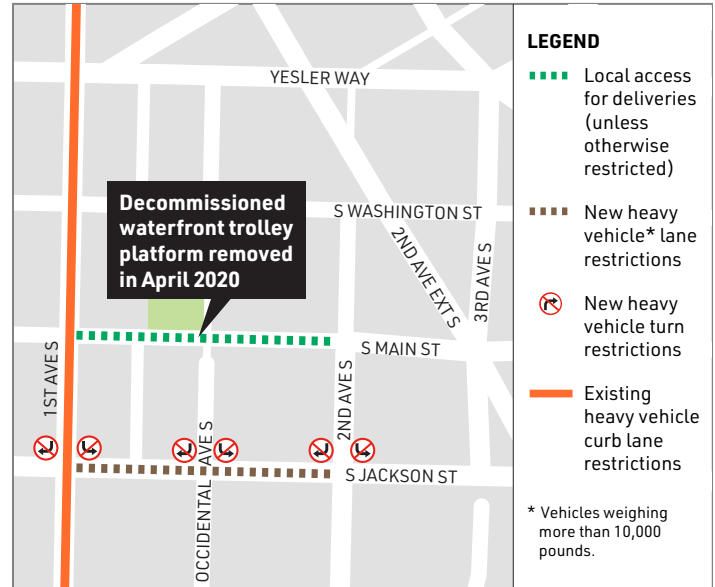 YESLER WAY
Decommissioned
waterfront trolley
platform removed
in April 2020
S WASHINGTON ST
2ND AVE EXT S
3RD AVE S
S MAIN ST
1ST AVE S
2ND AVE S
OCCIDENTAL AVE S
S JACKSON ST
LEGEND
Local access
for deliveries
(unless
otherwise
restricted)
New heavy
vehicle* lane
restrictions
New heavy
vehicle turn
restrictions
Existing
heavy vehicle
curb lane
restrictions
* Vehicles weighing
more than 10,000
pounds.